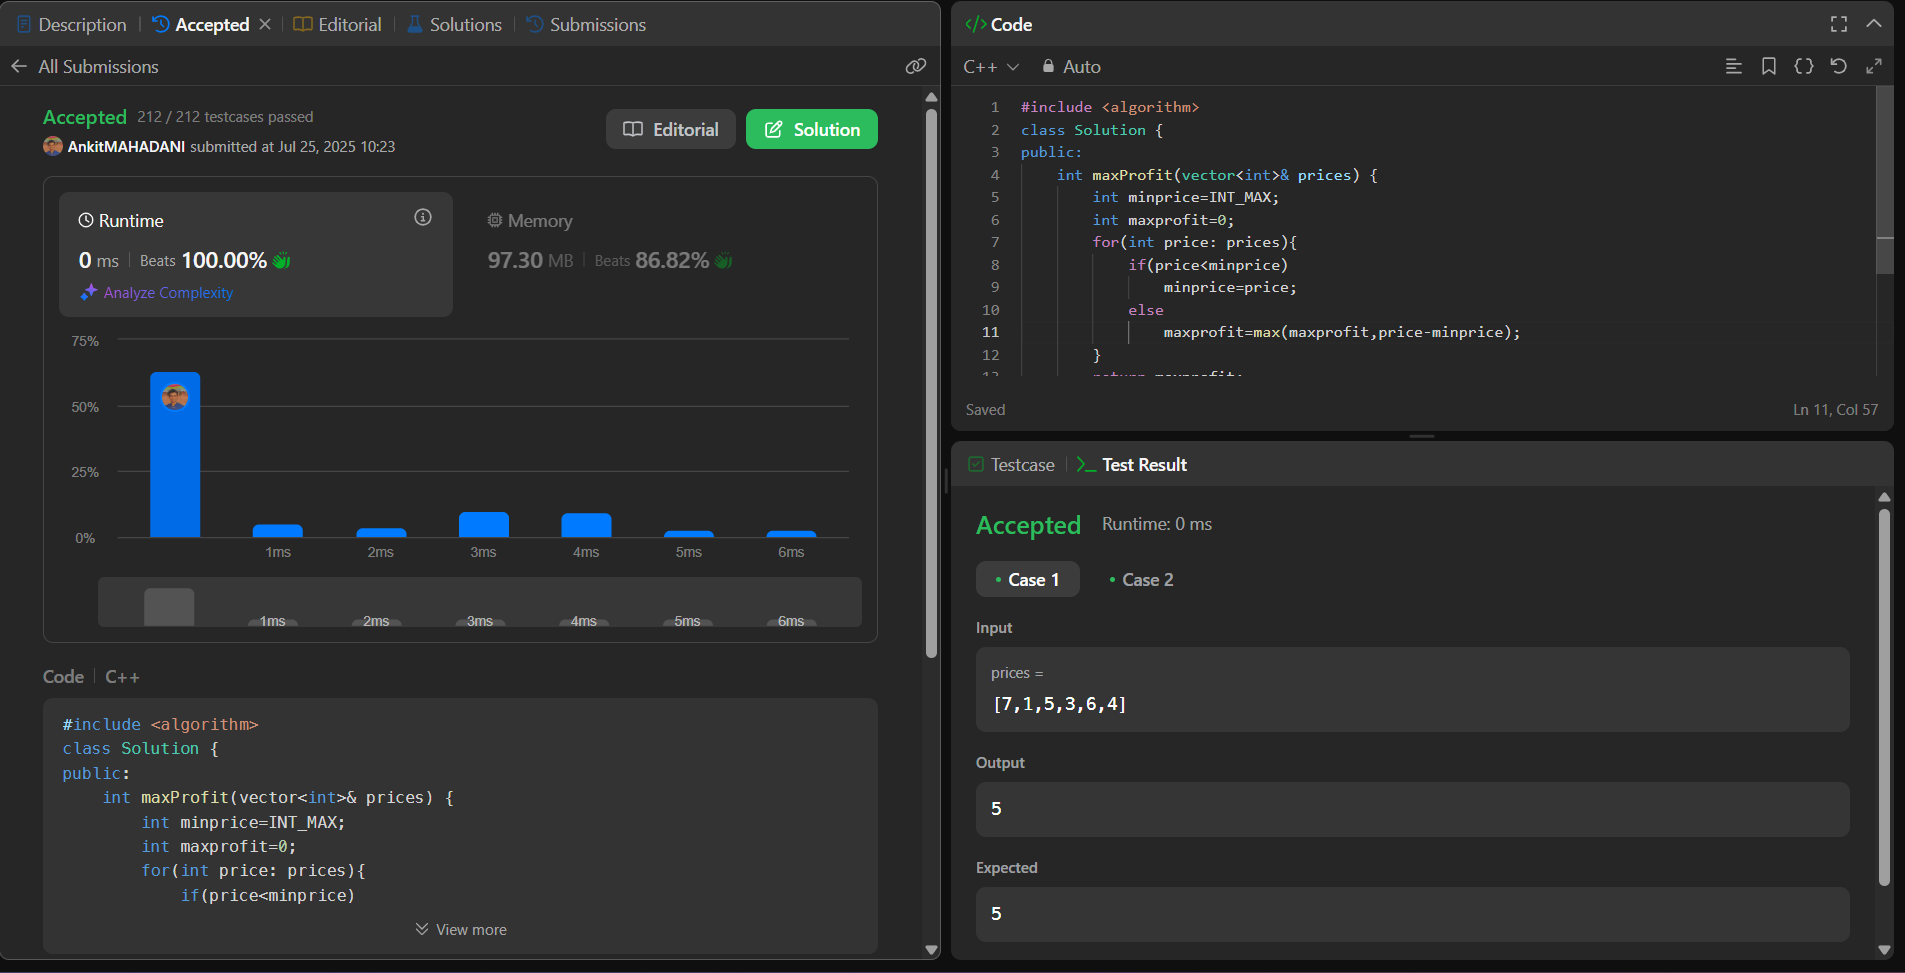 Description
Accepted
Editorial
Solutions
Submissions
All Submissions
Accepted 212 / 212 testcases passed
AnkitMAHADANI submitted at Jul 25, 2025 10:23
Editorial
Solution
Runtime
0 ms Beats 100.00%
Analyze Complexity
Memory
97.30 MB Beats 86.82%
75%
50%
25%
0%
1ms 2ms 3ms 4ms 5ms 6ms
1ms 2ms 3ms 4ms 5ms 6ms
Code C++
#include <algorithm>
class Solution {
public:
    int maxProfit(vector<int>& prices) {
        int minprice=INT_MAX;
        int maxprofit=0;
        for(int price: prices){
            if(price<minprice)
View more
</> Code
C++ Auto
1 #include <algorithm>
2 class Solution {
3 public:
4     int maxProfit(vector<int>& prices) {
5         int minprice=INT_MAX;
6         int maxprofit=0;
7         for(int price: prices){
8             if(price<minprice)
9                 minprice=price;
10             else
11                 maxprofit=max(maxprofit,price-minprice);
12         }
13         return maxprofit;
Saved
Ln 11, Col 57
Testcase
Test Result
Accepted Runtime: 0 ms
Case 1
Case 2
Input
prices =
[7,1,5,3,6,4]
Output
5
Expected
5